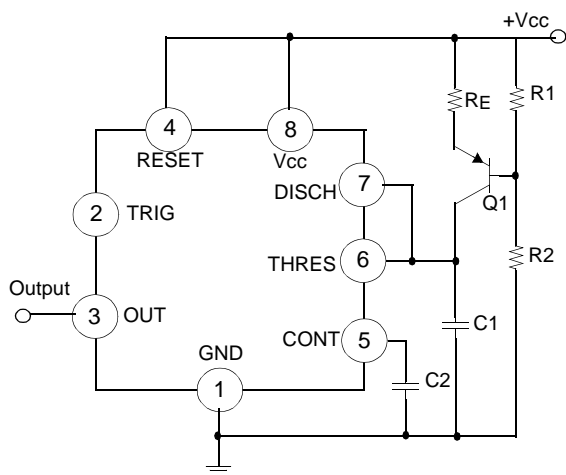 +Vcc
RE
R1
4
8
RESET
Vcc
7
DISCH
Q1
2
TRIG
6
THRES
R2
Output
3
OUT
5
CONT
C1
GND
C2
1